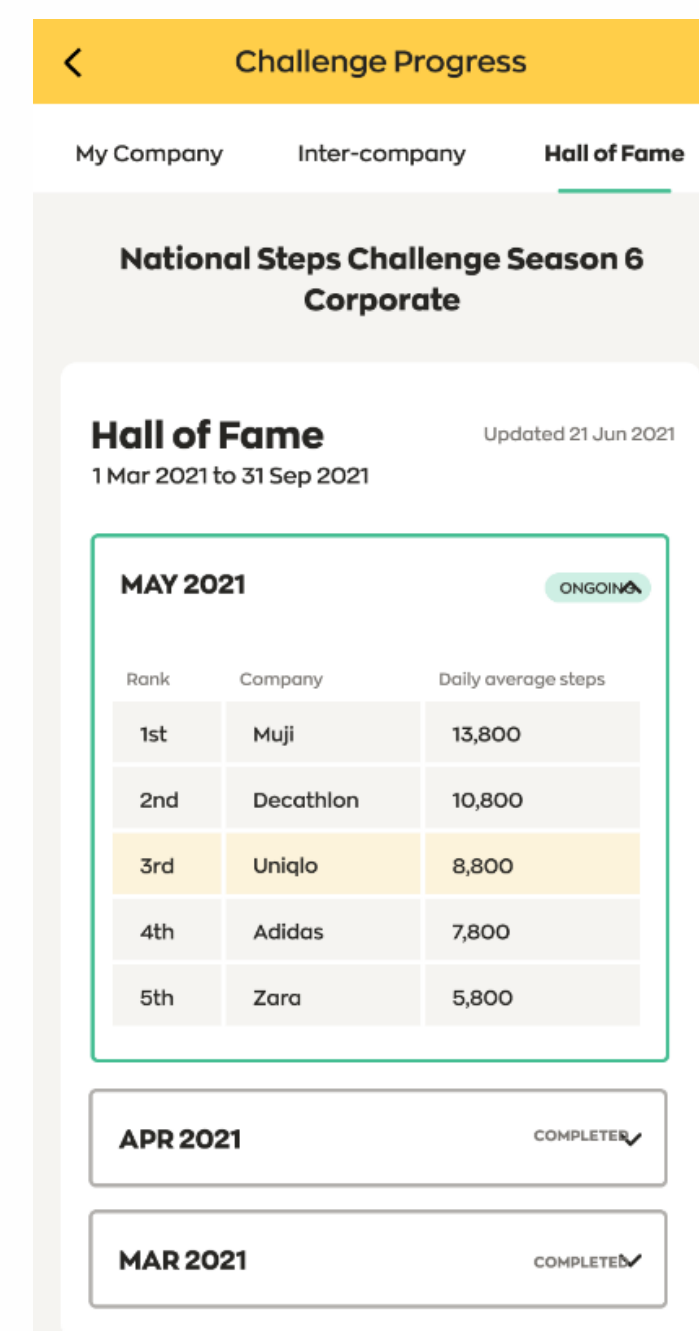 Challenge Progress
My Company Inter-company Hall of Fame
National Steps Challenge Season 6
Corporate
Hall of Fame Updated 21 Jun 2021
1 Mar 2021 to 31 Sep 2021
MAY 2021 ONGOING
Rank Company Daily average steps
1st Muji 13,800
2nd Decathlon 10,800
3rd Uniqlo 8,800
4th Adidas 7,800
5th Zara 5,800
APR 2021 COMPLETED
MAR 2021 COMPLETED